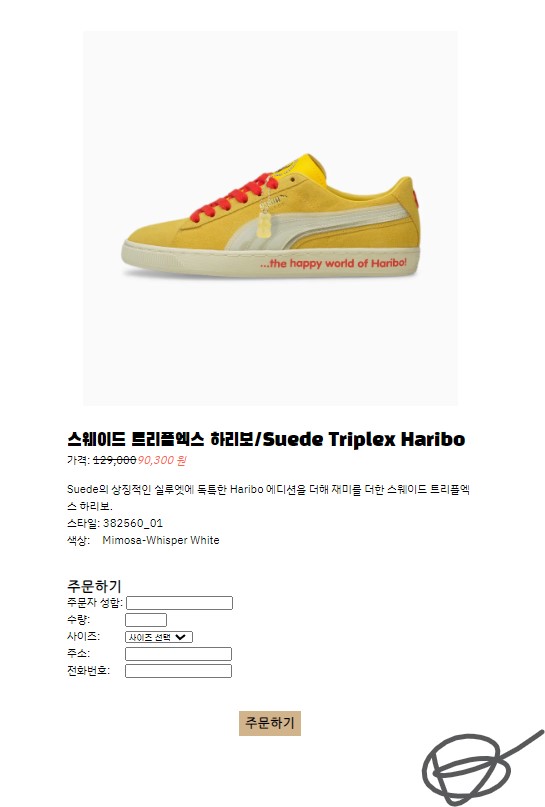 ...the happy world of Haribo!
스웨이드 트리플엑스 하리보/Suede Triplex Haribo
가격: 129,000 90,300 원
Suede의 상징적인 실루엣에 독특한 Haribo 에디션을 더해 재미를 더한 스웨이드 트리플엑
스 하리보.
스타일: 382560_01
색상: Mimosa-Whisper White
주문하기
주문자 성함:
수량:
사이즈: 사이즈 선택
주소:
전화번호:
주문하기